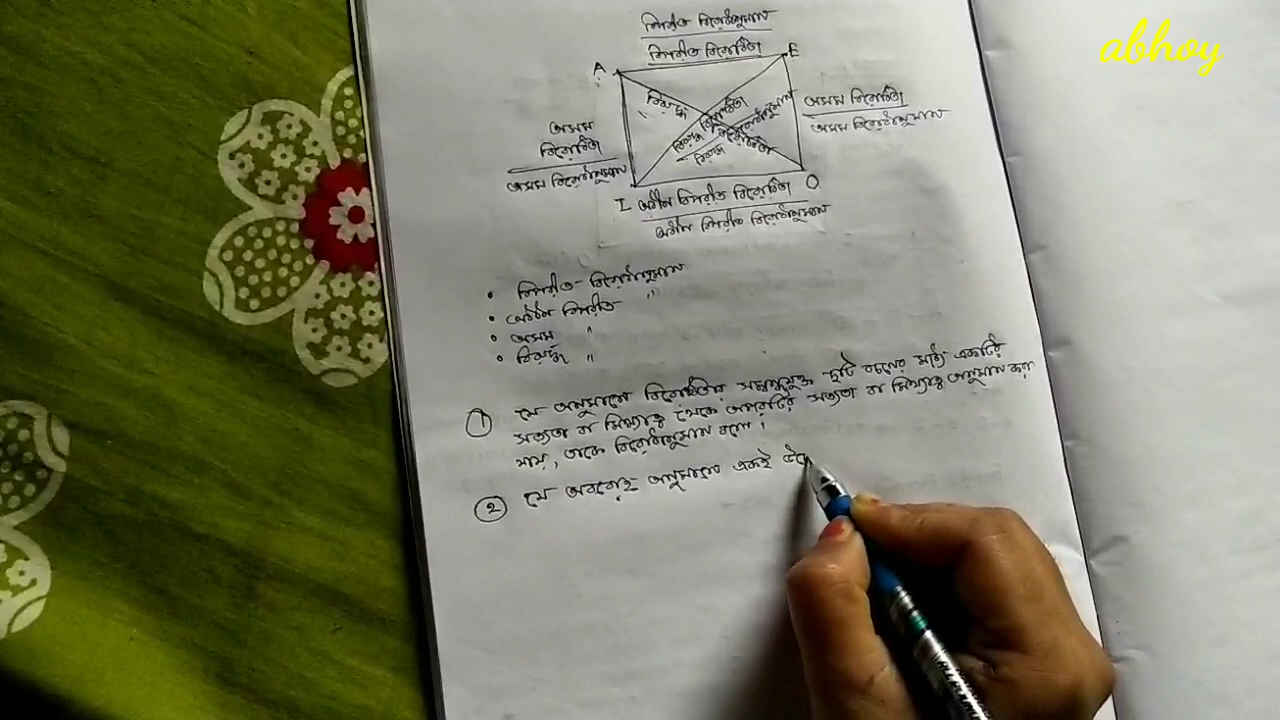 abhoy
বিপরীত বিরোধানুমান
বিপরীত বিরোধিতা
A
E
বিরুদ্ধ বিরোধিতা
বিরুদ্ধ বিরোধিতা
বিরুদ্ধ বিরোধানুমান
অসম
বিরোধিতা
অসম বিরোধানুমান
অসম বিরোধিতা
অসম বিরোধানুমান
I
O
অধীন বিপরীত বিরোধিতা
অধীন বিপরীত বিরোধানুমান
• বিপরীত বিরোধানুমান
• অধীন বিপরীত "
• অসম "
• বিরুদ্ধ "
① যে অনুমানে বিরোধিতার সম্বন্ধযুক্ত দুটি বচনের মধ্যে একটির
সত্যতা বা মিথ্যাত্ব থেকে অপরটির সত্যতা বা মিথ্যাত্ব অনুমান করা
যায়, তাকে বিরোধানুমান বলে।
② যে অবরোহ অনুমানে একই উদ্দে